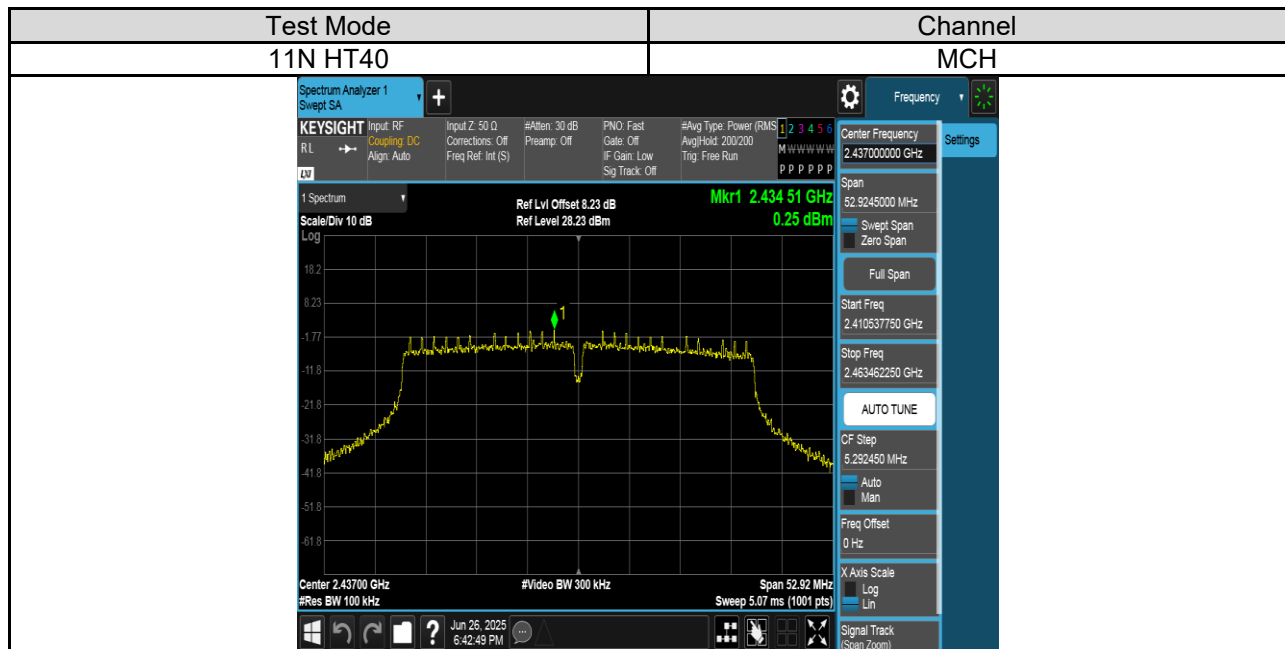 Test Mode Channel
11N HT40 MCH
Spectrum Analyzer 1
Swept SA
Frequency
KEYSIGHT
RL
LXI
Input: RF
Coupling: DC
Align: Auto
Input Z: 50 Ω
Corrections: Off
Freq Ref: Int (S)
#Atten: 30 dB
Preamp: Off
PNO: Fast
Gate: Off
IF Gain: Low
Sig Track: Off
#Avg Type: Power (RMS
Avg|Hold: 200/200
Trig: Free Run
1 2 3 4 5 6
M W W W W W
P P P P P P
Center Frequency
2.437000000 GHz
Settings
1 Spectrum
Scale/Div 10 dB
Ref Lvl Offset 8.23 dB
Ref Level 28.23 dBm
Mkr1 2.434 51 GHz
0.25 dBm
Log
18.2
8.23
-1.77
-11.8
-21.8
-31.8
-41.8
-51.8
-61.8
1
Center 2.43700 GHz
#Res BW 100 kHz
#Video BW 300 kHz
Span 52.92 MHz
Sweep 5.07 ms (1001 pts)
Span
52.9245000 MHz
Swept Span
Zero Span
Full Span
Start Freq
2.410537750 GHz
Stop Freq
2.463462250 GHz
AUTO TUNE
CF Step
5.292450 MHz
Auto
Man
Freq Offset
0 Hz
X Axis Scale
Log
Lin
Signal Track
(Span Zoom)
?
Jun 26, 2025
6:42:49 PM